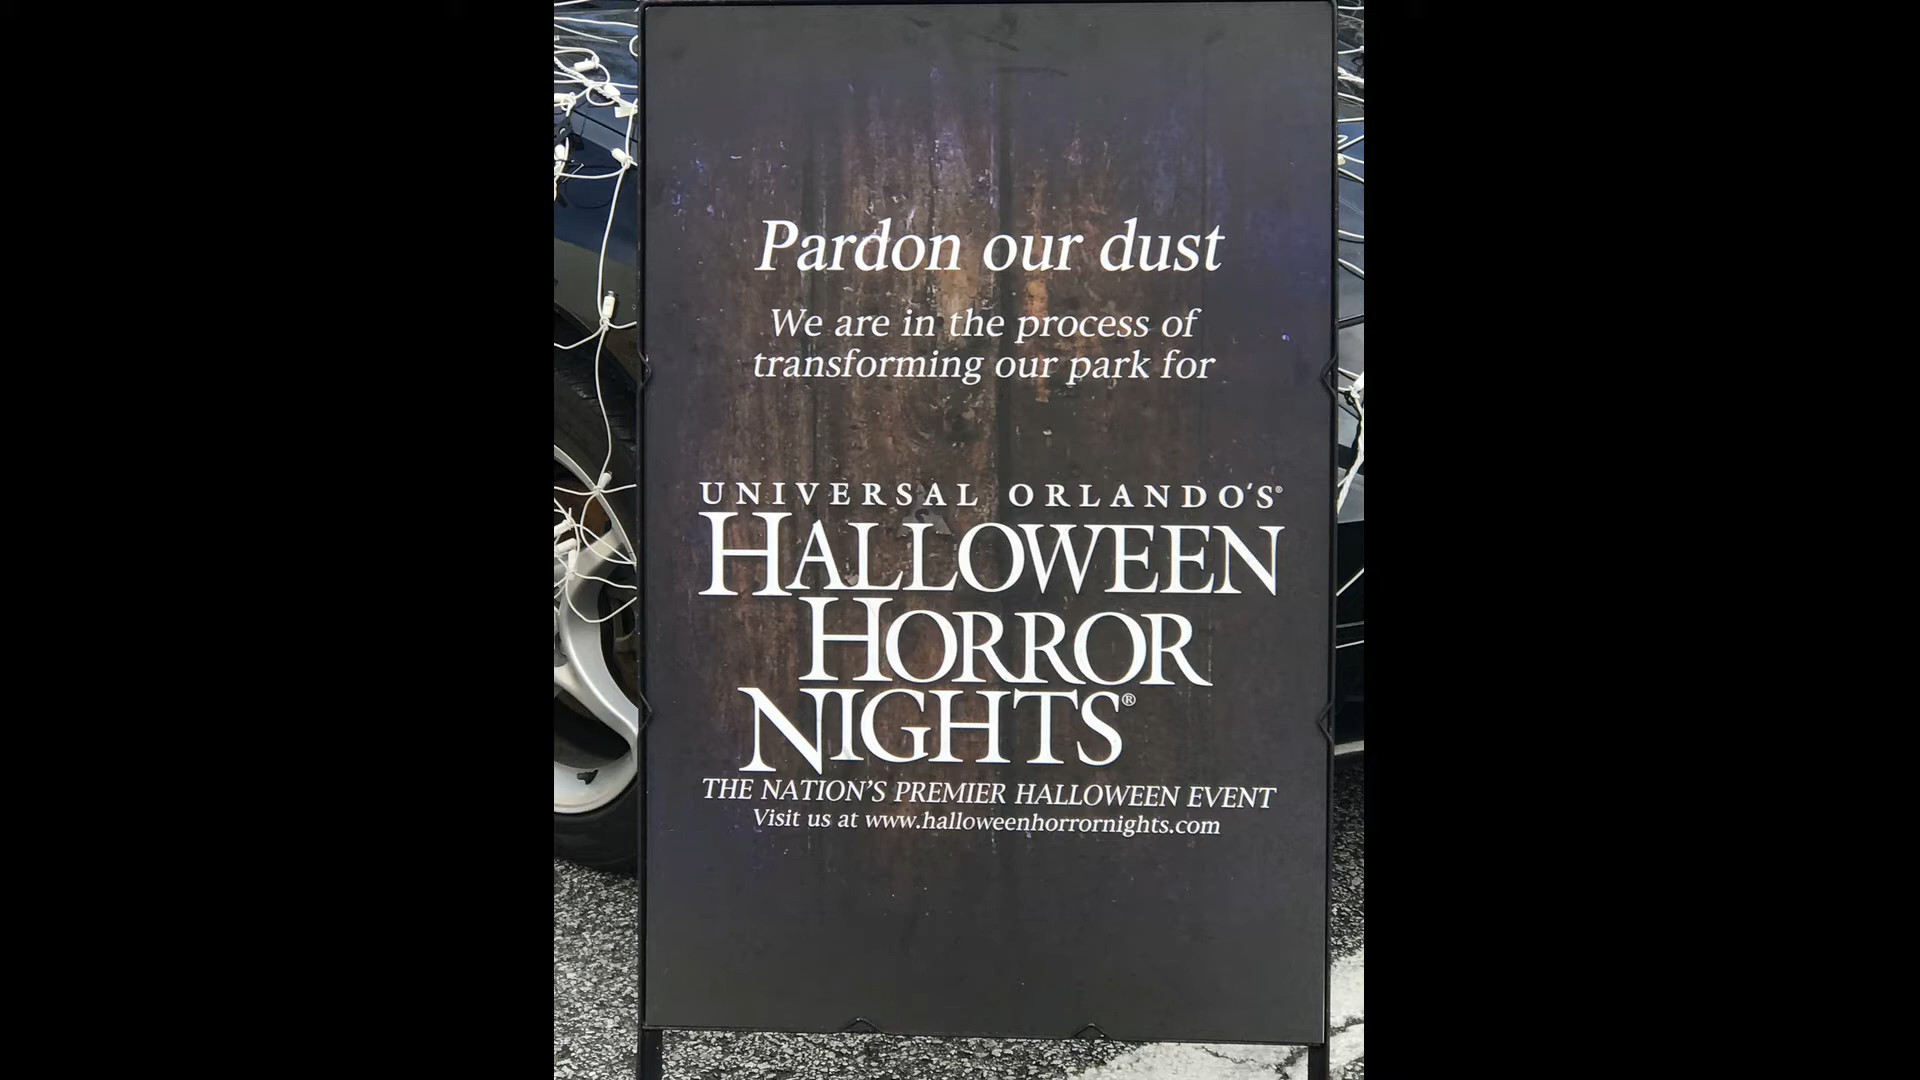 Pardon our dust
We are in the process of
transforming our park for
UNIVERSAL ORLANDO'S®
HALLOWEEN
HORROR
NIGHTS®
THE NATION'S PREMIER HALLOWEEN EVENT
Visit us at www.halloweenhorrornights.com